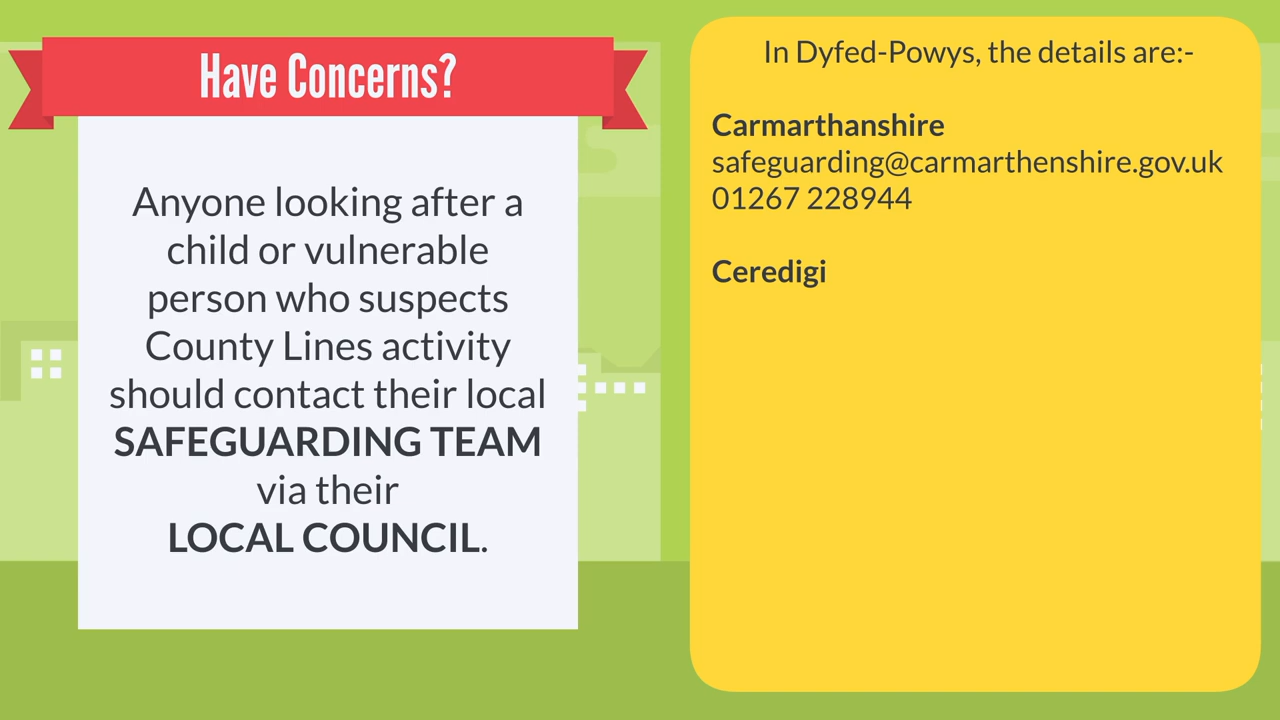 Have Concerns?
Anyone looking after a
child or vulnerable
person who suspects
County Lines activity
should contact their local
SAFEGUARDING TEAM
via their
LOCAL COUNCIL.
In Dyfed-Powys, the details are:-
Carmarthanshire
safeguarding@carmarthenshire.gov.uk
01267 228944
Ceredigi